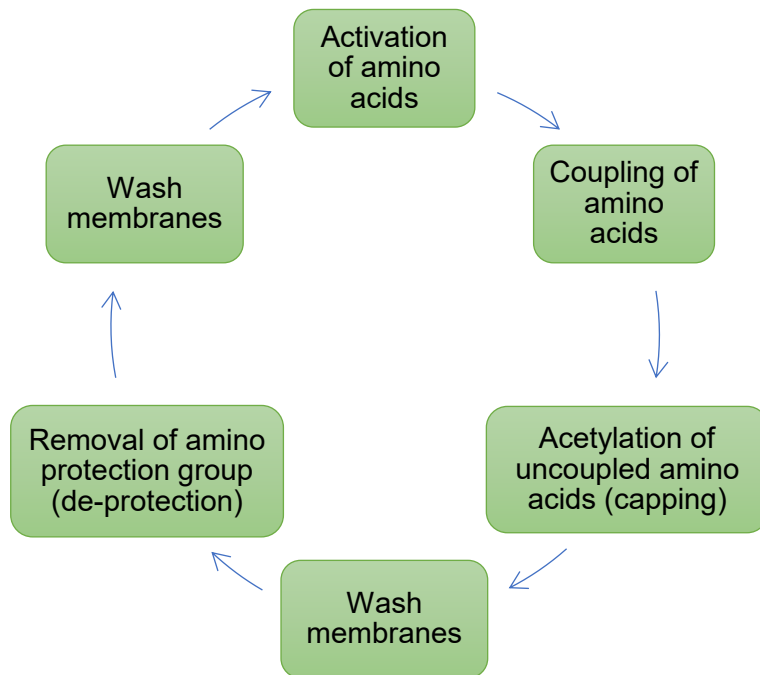 Activation
of amino
acids
Coupling of
amino
acids
Acetylation of
uncoupled amino
acids (capping)
Wash
membranes
Removal of amino
protection group
(de-protection)
Wash
membranes